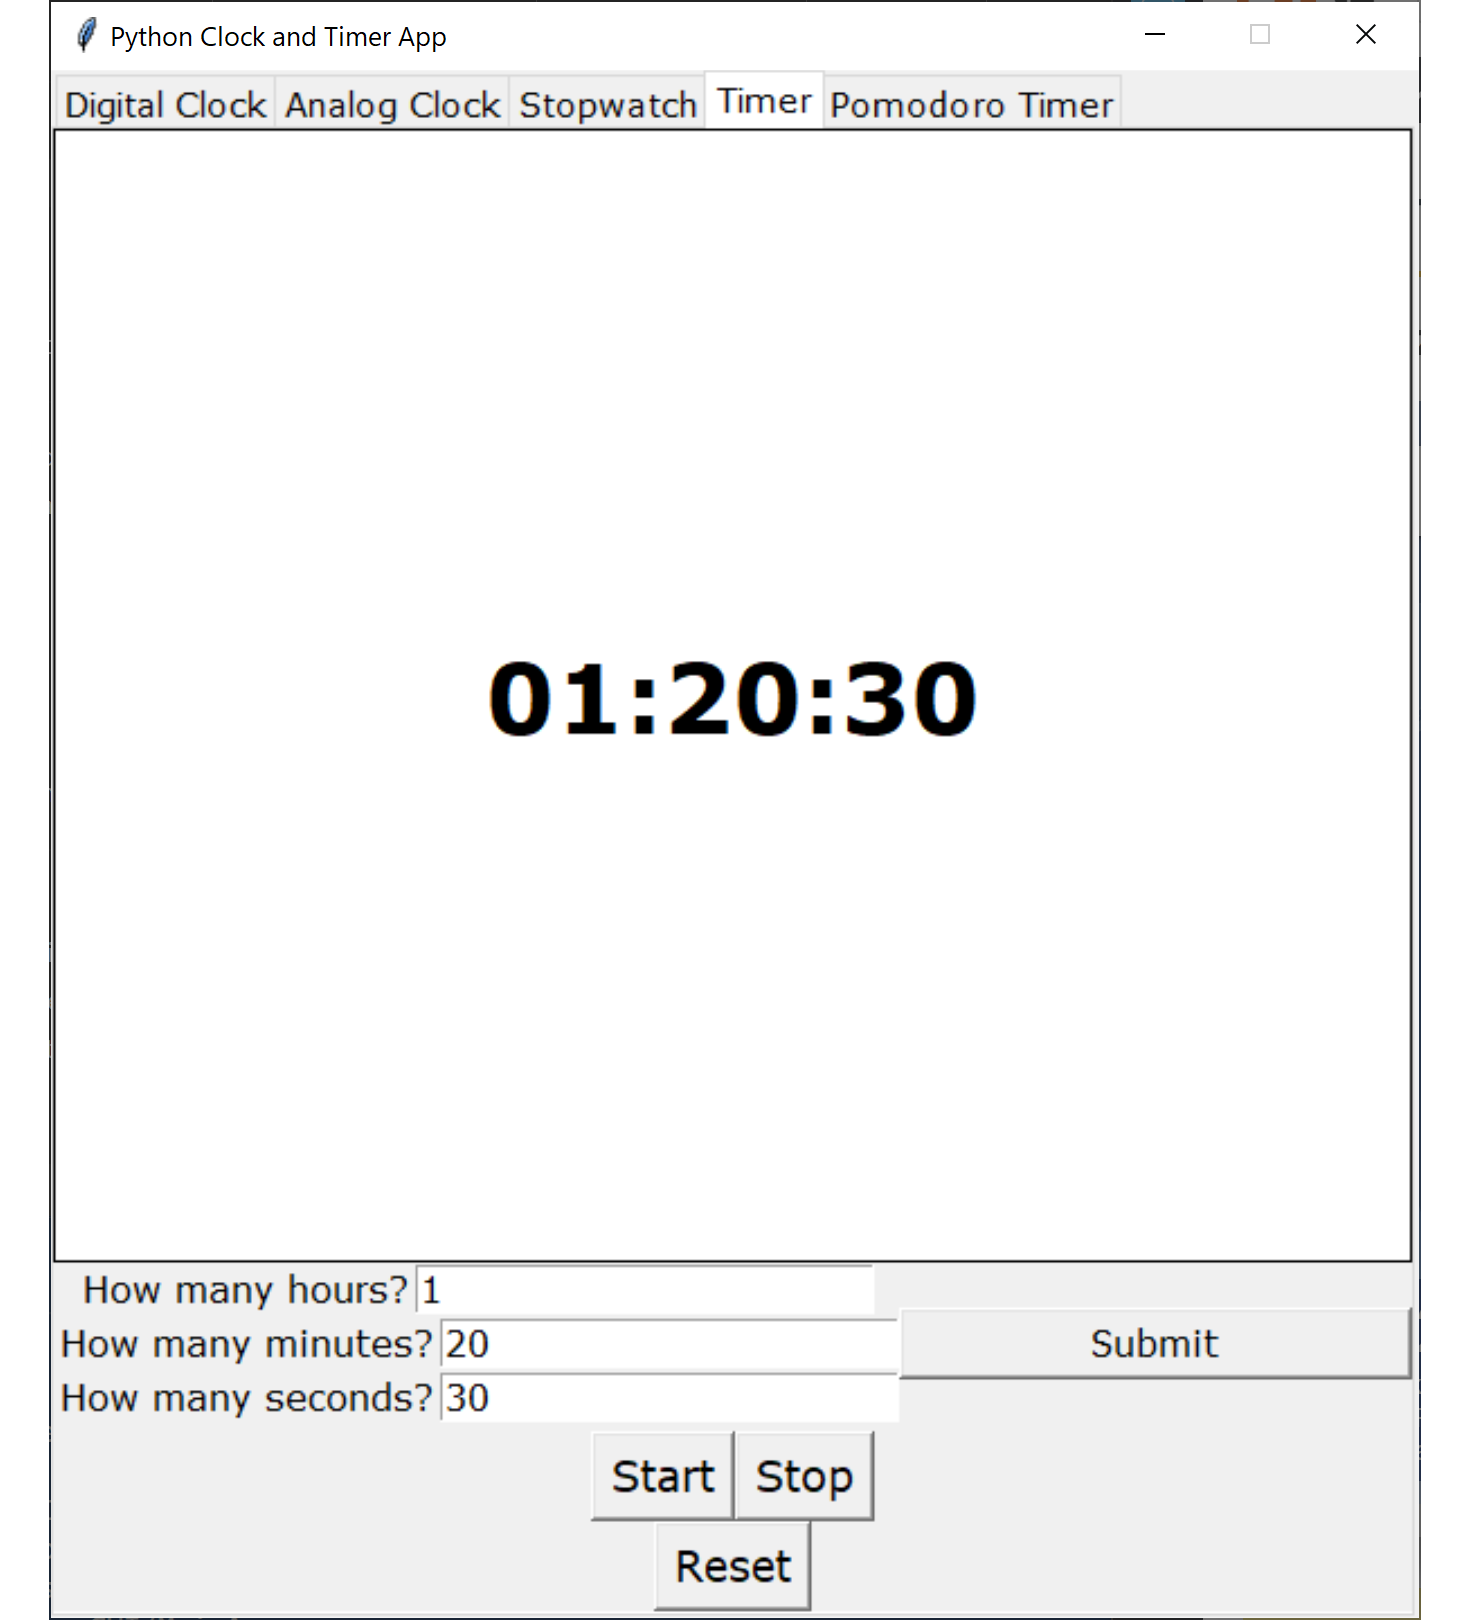 Python Clock and Timer App
Digital Clock Analog Clock Stopwatch Timer Pomodoro Timer
01:20:30
How many hours? 1
How many minutes? 20 Submit
How many seconds? 30
Start Stop
Reset